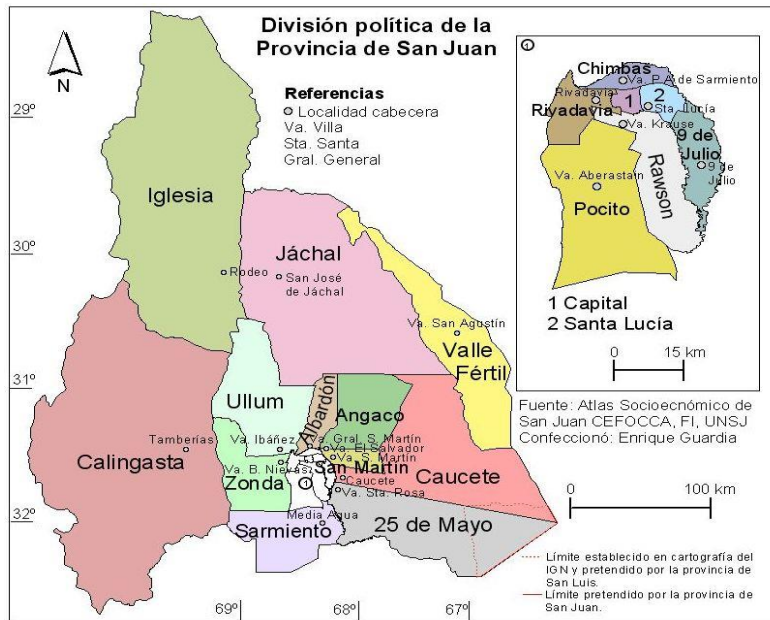 División política de la
Provincia de San Juan
N
Referencias
Localidad cabecera
Va. Villa
Sta. Santa
Gral. General
29º
30º
31º
32º
69º
68º
67º
Iglesia
Rodeo
Jáchal
San José
de Jáchal
Va. San Agustín
Valle
Fértil
Ullum
Albardón
Angaco
Calingasta
Tamberías
Va. Ibáñez
Va. Gral. S. Martín
Va. El Salvador
Va. S. Martín
San Martín
Va. B. Nievas
Zonda
1
Caucete
Caucete
Va. Sta. Rosa
Media Agua
Sarmiento
25 de Mayo
1
Chimbas
Va. P. A. de Sarmiento
Rivadavia
Rivadavia
1
2
Sta. Lucía
Va. Krause
9 de
Julio
9 de
Julio
Va. Aberastain
Pocito
Rawson
1 Capital
2 Santa Lucía
0 15 km
Fuente: Atlas Socioecnómico de
San Juan CEFOCCA, FI, UNSJ
Confeccionó: Enrique Guardia
0 100 km
Límite establecido en cartografía del
IGN y pretendido por la provincia de
San Luis.
Límite pretendido por la provincia de
San Juan.